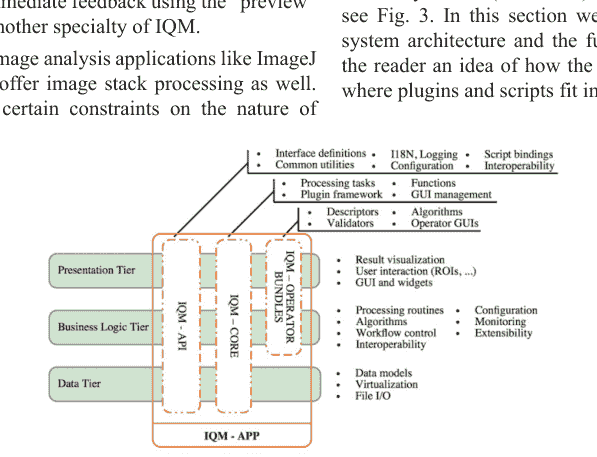 mediate feedback using the "preview"
nother specialty of IQM.
mage analysis applications like ImageJ
offer image stack processing as well.
certain constraints on the nature of
see Fig. 3. In this section we
system architecture and the fu
the reader an idea of how the
where plugins and scripts fit in
• Interface definitions • I18N, Logging • Script bindings
• Common utilities • Configuration • Interoperability
• Processing tasks • Functions
• Plugin framework • GUI management
• Descriptors • Algorithms
• Validators • Operator GUIs
Presentation Tier
Business Logic Tier
Data Tier
IQM - API
IQM – CORE
IQM – OPERATOR
BUNDLES
IQM - APP
• Result visualization
• User interaction (ROIs, ...)
• GUI and widgets
• Processing routines • Configuration
• Algorithms • Monitoring
• Workflow control • Extensibility
• Interoperability
• Data models
• Virtualization
• File I/O